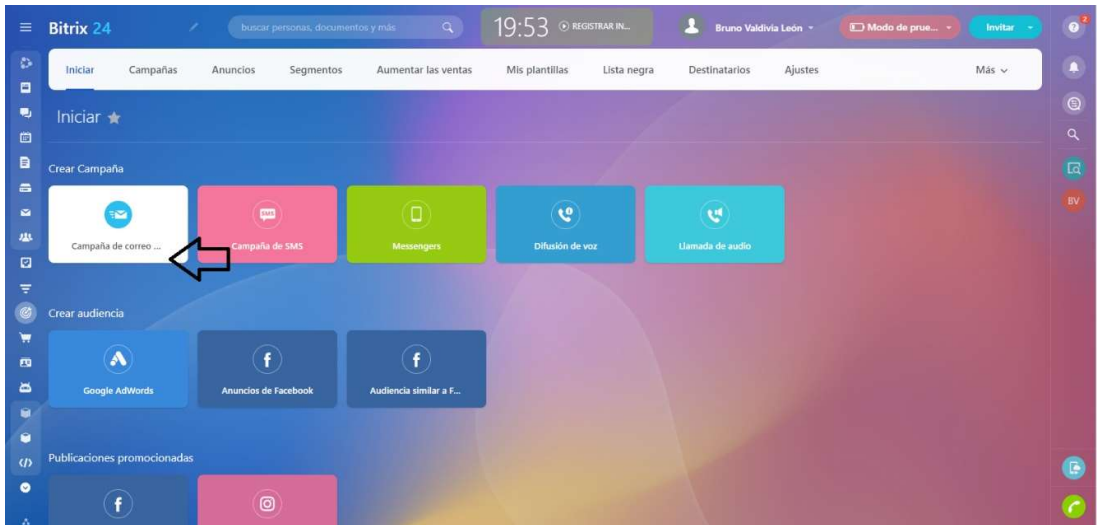 Bitrix 24
buscar personas, documentos y más
19:53 REGISTRAR IN...
Bruno Valdivia León
Modo de prue...
Invitar
2
Iniciar Campañas Anuncios Segmentos Aumentar las ventas Mis plantillas Lista negra Destinatarios Ajustes Más
Iniciar
Crear Campaña
SMS
Campaña de correo ... Campaña de SMS Messengers Difusión de voz Llamada de audio
Crear audiencia
Google AdWords Anuncios de Facebook Audiencia similar a F...
BV
Publicaciones promocionadas